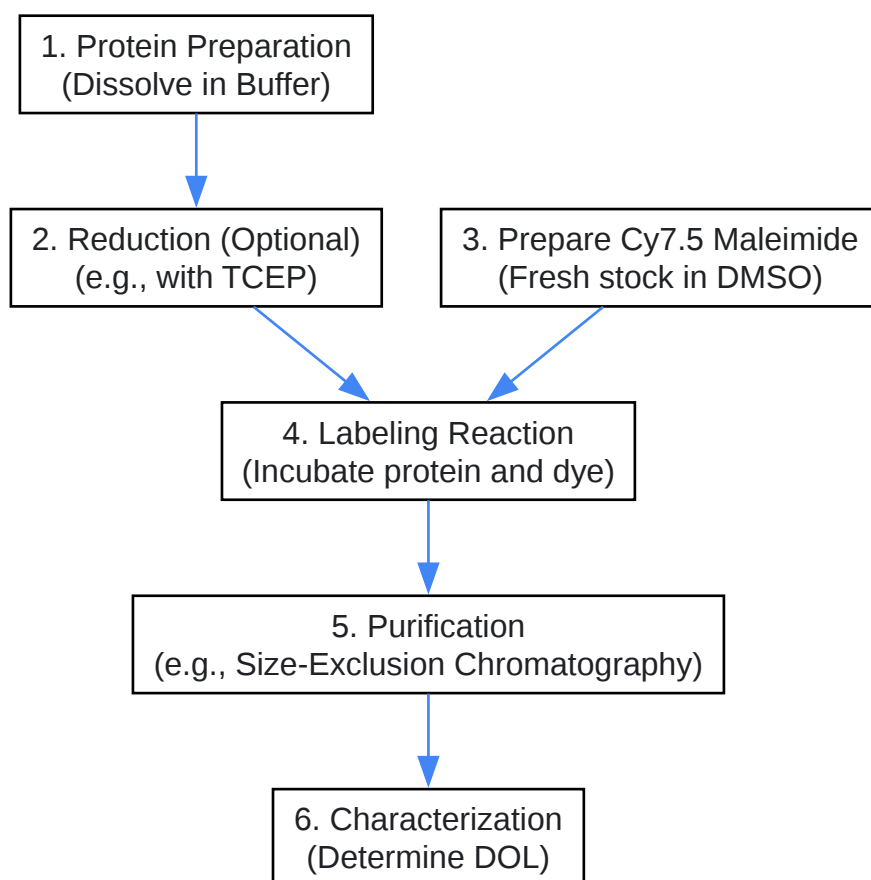 1. Protein Preparation
(Dissolve in Buffer)
2. Reduction (Optional)
(e.g., with TCEP)
3. Prepare Cy7.5 Maleimide
(Fresh stock in DMSO)
4. Labeling Reaction
(Incubate protein and dye)
5. Purification
(e.g., Size-Exclusion Chromatography)
6. Characterization
(Determine DOL)